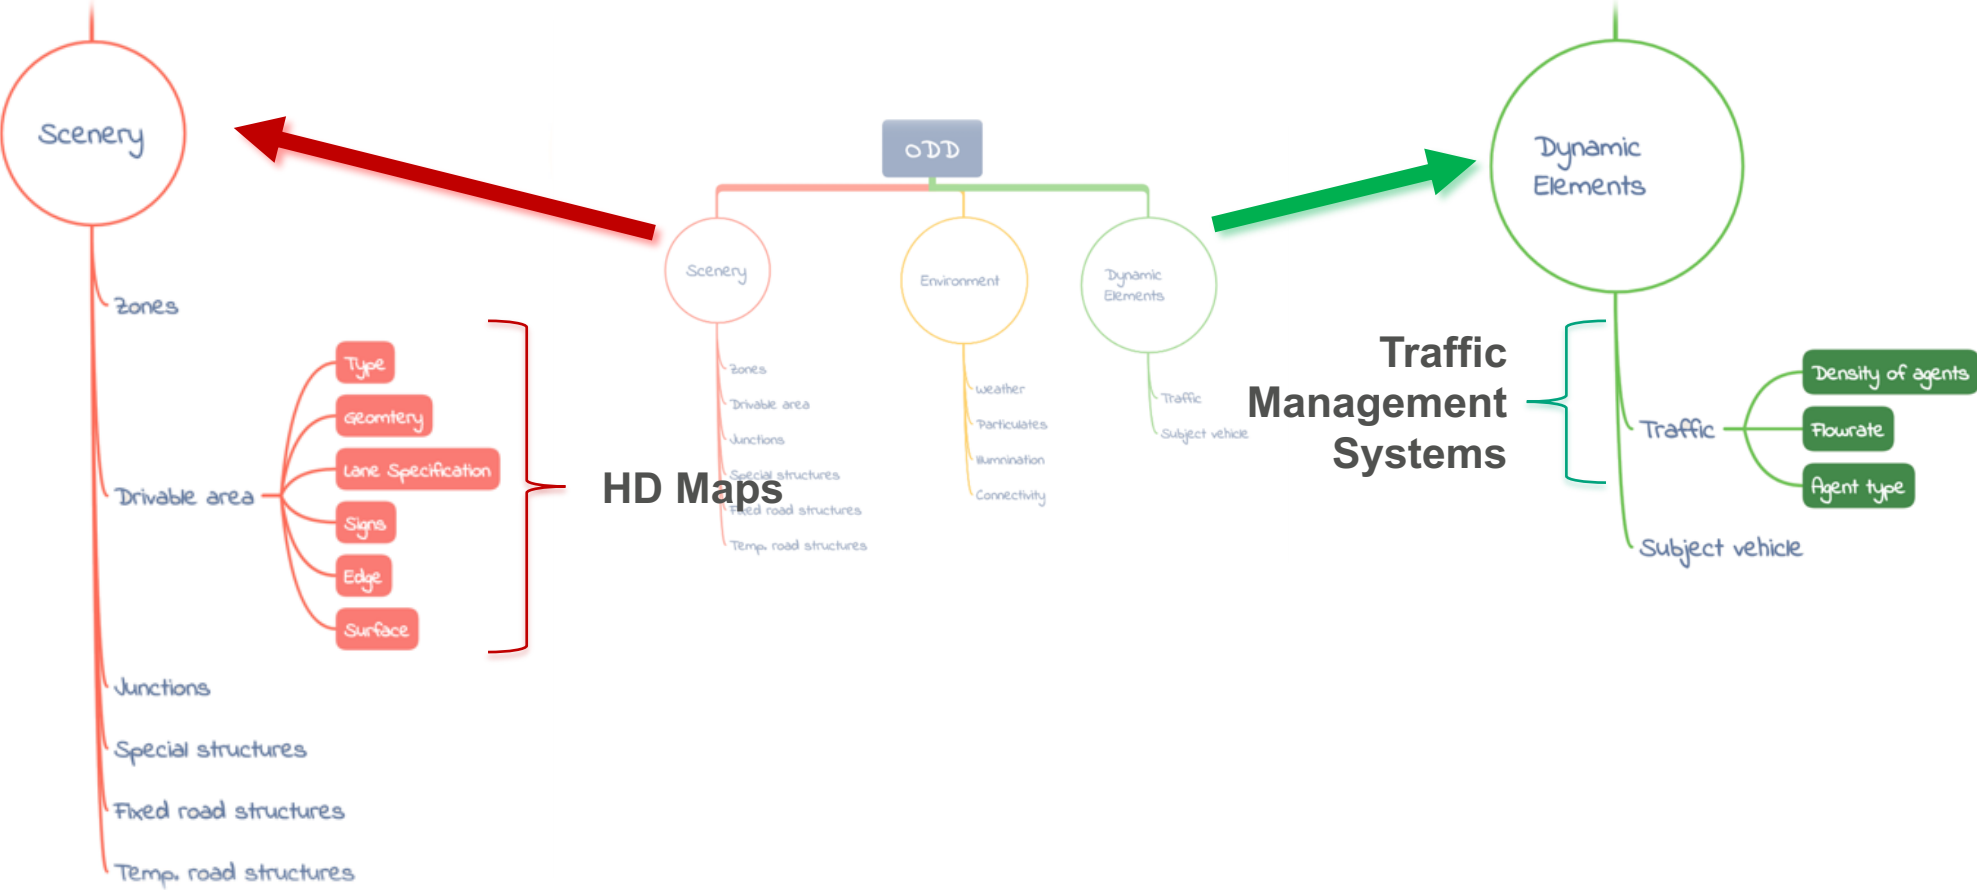 Scenery
Zones
Drivable area
Type
Geomtery
Lane Specification
Signs
Edge
Surface
Junctions
Special structures
Fixed road structures
Temp. road structures
HD Maps
ODD
Scenery
Zones
Drivable area
Junctions
Special structures
Fixed road structures
Temp. road structures
Environment
Weather
Particulates
Illumnination
Connectivity
Dynamic
Elements
Traffic
Subject vehicle
Traffic
Management
Systems
Dynamic
Elements
Traffic
Density of agents
Flowrate
Agent type
Subject vehicle